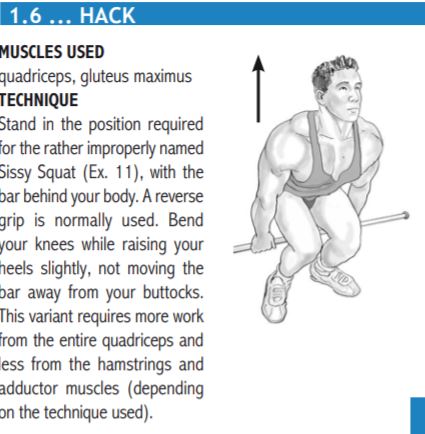 1.6 ... HACK
MUSCLES USED
quadriceps, gluteus maximus
TECHNIQUE
Stand in the position required
for the rather improperly named
Sissy Squat (Ex. 11), with the
bar behind your body. A reverse
grip is normally used. Bend
your knees while raising your
heels slightly, not moving the
bar away from your buttocks.
This variant requires more work
from the entire quadriceps and
less from the hamstrings and
adductor muscles (depending
on the technique used).